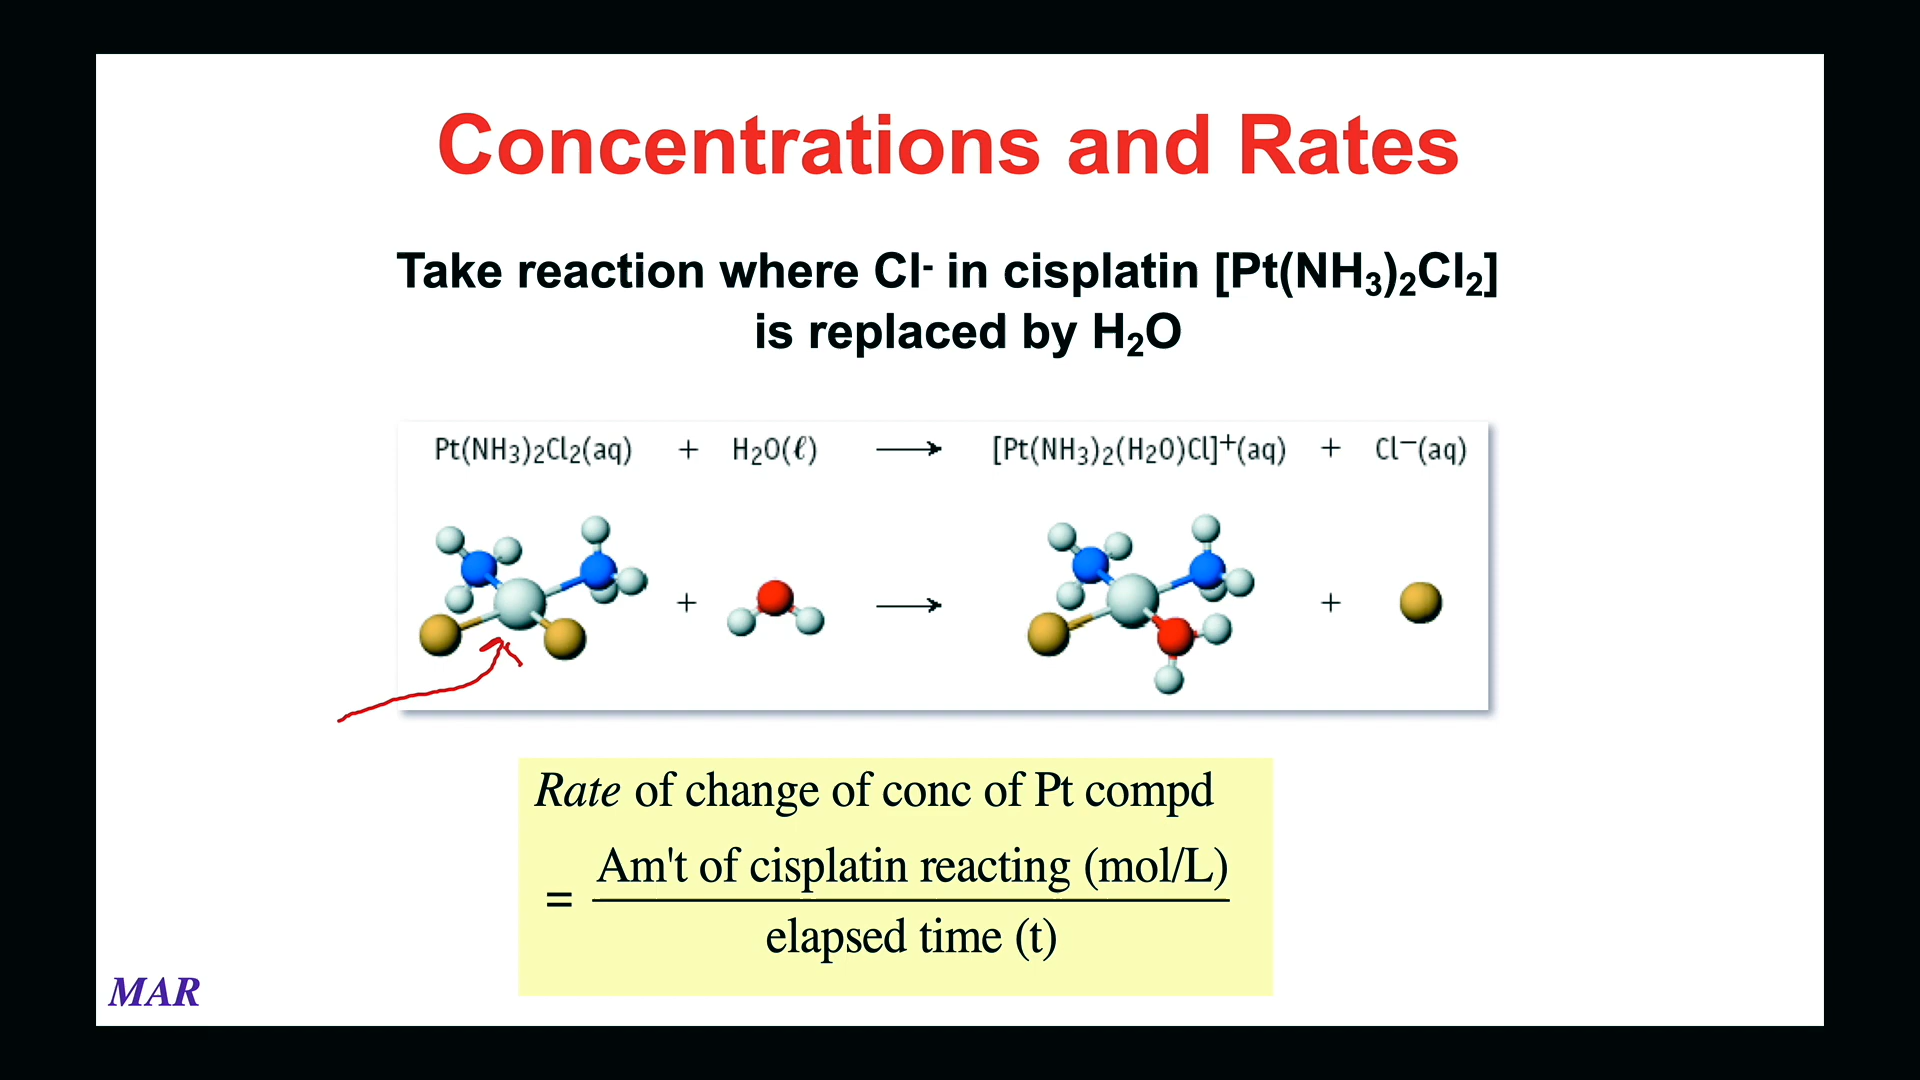 Concentrations and Rates
Take reaction where Cl⁻ in cisplatin [Pt(NH₃)₂Cl₂]
is replaced by H₂O
Pt(NH₃)₂Cl₂(aq) + H₂O(ℓ) ⟶ [Pt(NH₃)₂(H₂O)Cl]⁺(aq) + Cl⁻(aq)
+ ⟶ +
Rate of change of conc of Pt compd
= Am't of cisplatin reacting (mol/L)
elapsed time (t)
MAR